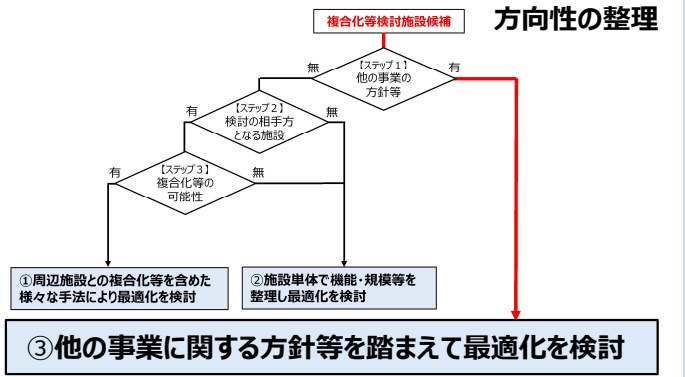 方向性の整理
複合化等検討施設候補
【ステップ1】
他の事業の
方針等
無
有
【ステップ2】
検討の相手方
となる施設
有
無
【ステップ3】
複合化等の
可能性
有
無
①周辺施設との複合化等を含めた
様々な手法により最適化を検討
②施設単体で機能・規模等を
整理し最適化を検討
③他の事業に関する方針等を踏まえて最適化を検討